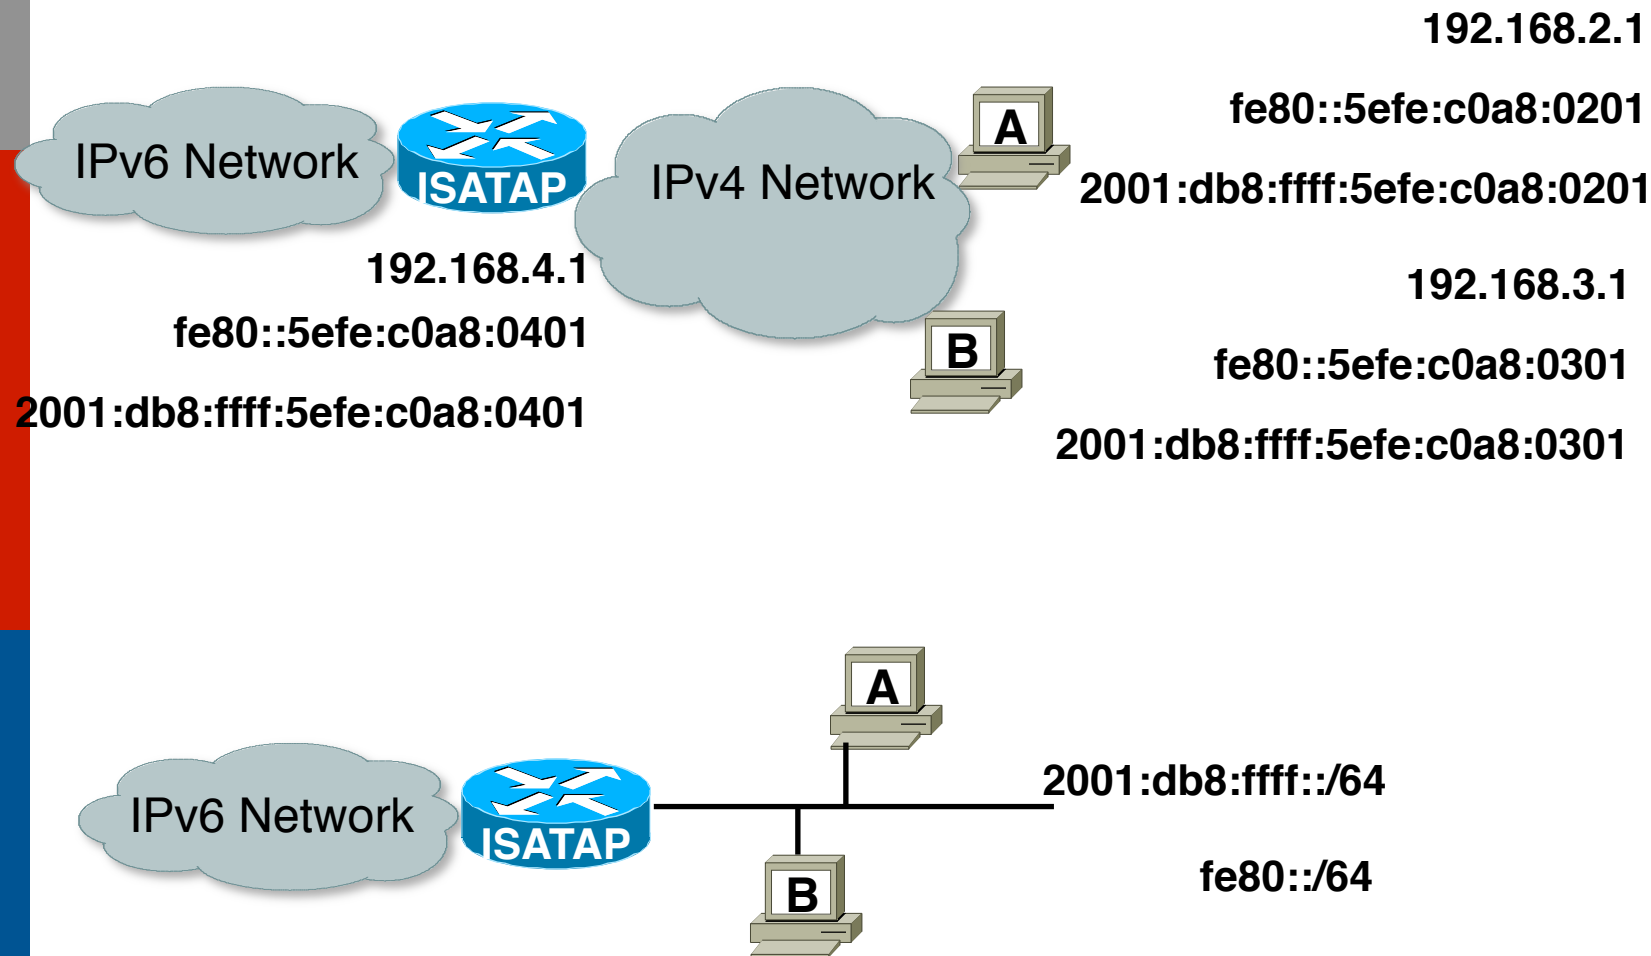 192.168.2.1
fe80::5efe:c0a8:0201
2001:db8:ffff:5efe:c0a8:0201
A
IPv6 Network
ISATAP
IPv4 Network
192.168.4.1
fe80::5efe:c0a8:0401
2001:db8:ffff:5efe:c0a8:0401
192.168.3.1
B
fe80::5efe:c0a8:0301
2001:db8:ffff:5efe:c0a8:0301
A
2001:db8:ffff::/64
IPv6 Network
ISATAP
fe80::/64
B